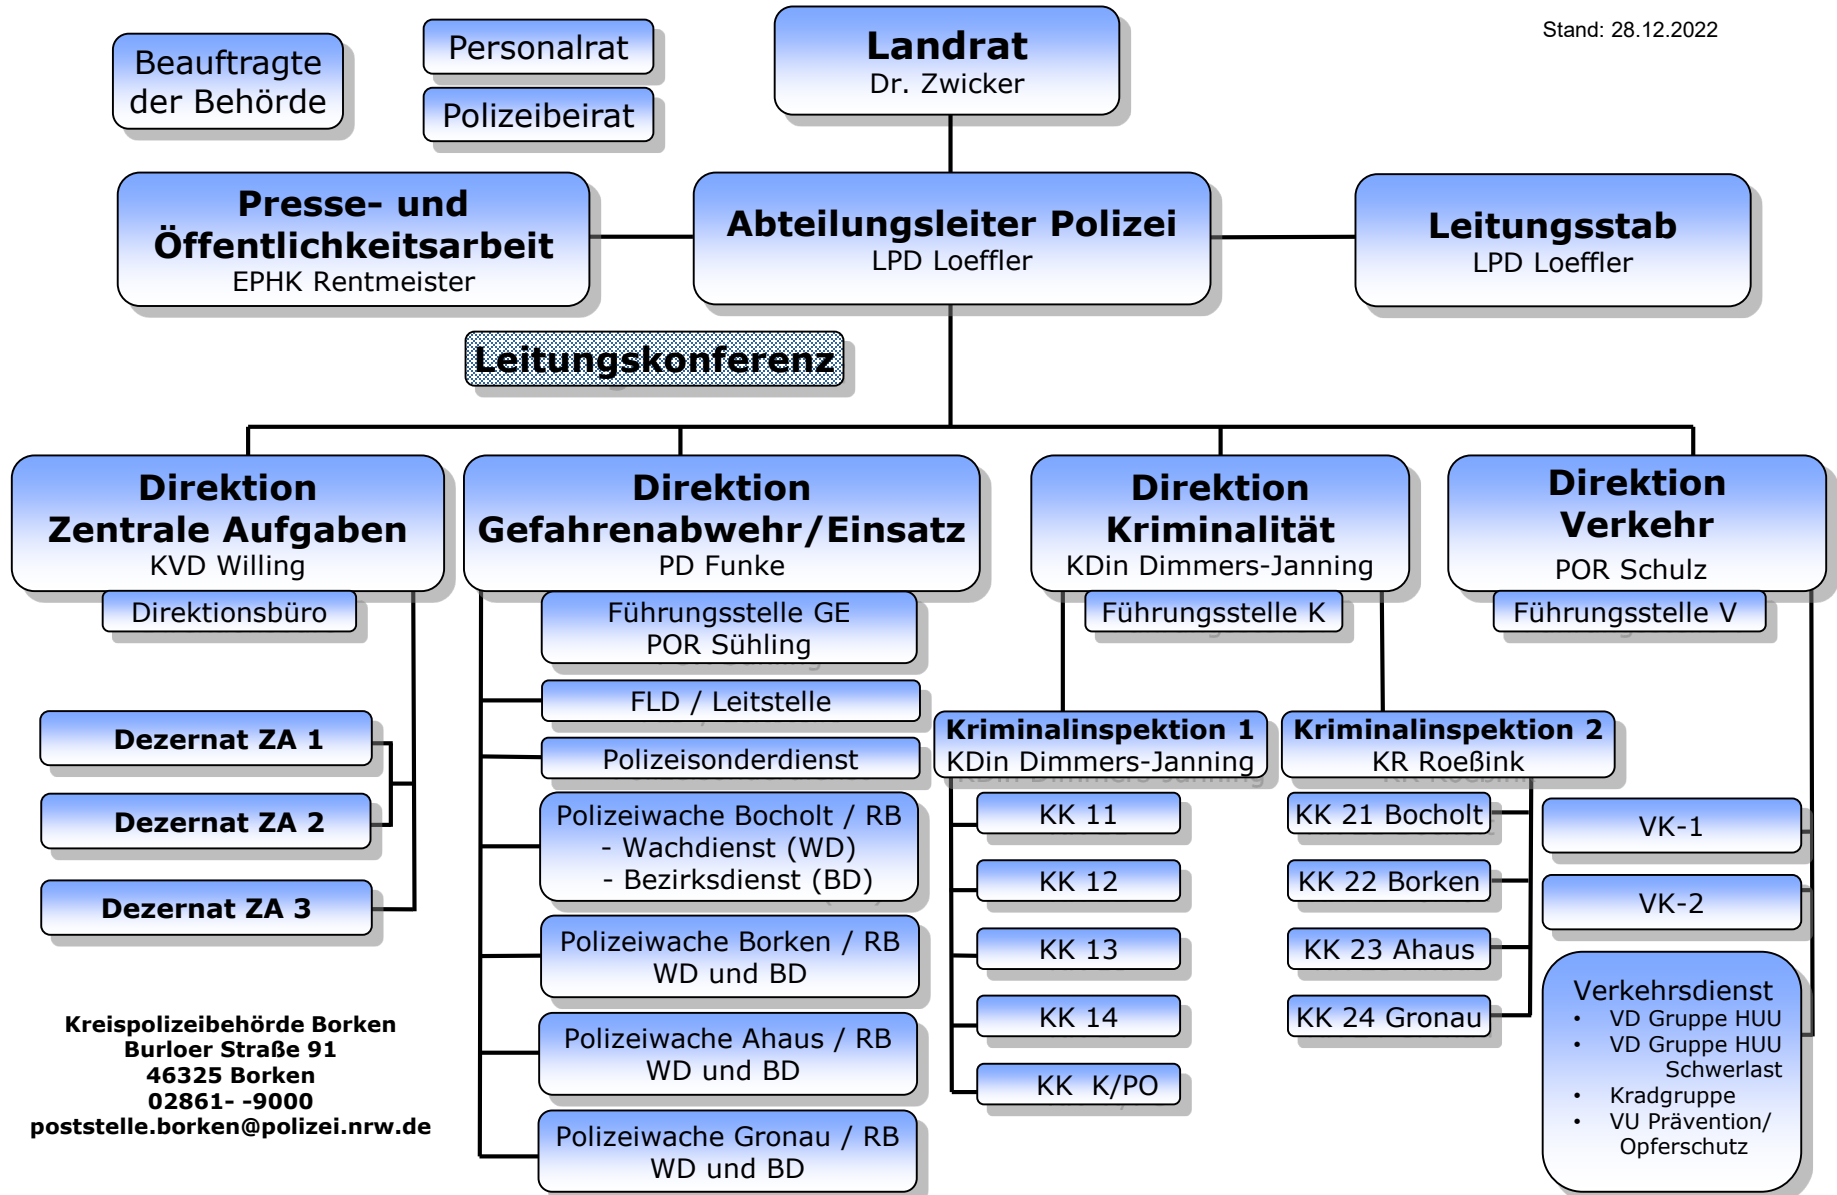 Stand: 28.12.2022
Beauftragte
der Behörde
Personalrat
Polizeibeirat
Landrat
Dr. Zwicker
Presse- und
Öffentlichkeitsarbeit
EPHK Rentmeister
Abteilungsleiter Polizei
LPD Loeffler
Leitungsstab
LPD Loeffler
Leitungskonferenz
Direktion
Zentrale Aufgaben
KVD Willing
Direktionsbüro
Dezernat ZA 1
Dezernat ZA 2
Dezernat ZA 3
Direktion
Gefahrenabwehr/Einsatz
PD Funke
Führungsstelle GE
POR Sühling
FLD / Leitstelle
Polizeisonderdienst
Polizeiwache Bocholt / RB
- Wachdienst (WD)
- Bezirksdienst (BD)
Polizeiwache Borken / RB
WD und BD
Polizeiwache Ahaus / RB
WD und BD
Polizeiwache Gronau / RB
WD und BD
Direktion
Kriminalität
KDin Dimmers-Janning
Führungsstelle K
Kriminalinspektion 1
KDin Dimmers-Janning
KK 11
KK 12
KK 13
KK 14
KK K/PO
Kriminalinspektion 2
KR Roeßink
KK 21 Bocholt
KK 22 Borken
KK 23 Ahaus
KK 24 Gronau
Direktion
Verkehr
POR Schulz
Führungsstelle V
VK-1
VK-2
Verkehrsdienst
• VD Gruppe HUU
• VD Gruppe HUU
Schwerlast
• Kradgruppe
• VU Prävention/
Opferschutz
Kreispolizeibehörde Borken
Burloer Straße 91
46325 Borken
02861- -9000
poststelle.borken@polizei.nrw.de